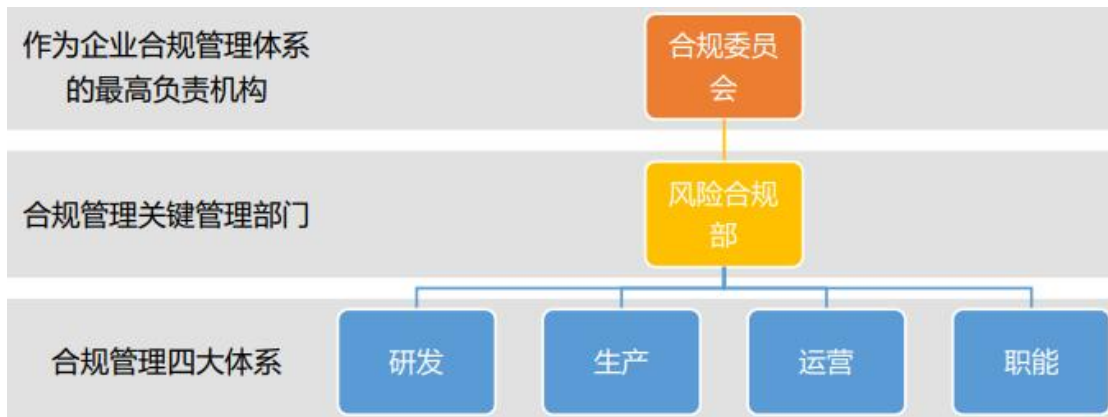 作为企业合规管理体系
的最高负责机构
合规委员
会
合规管理关键管理部门
风险合规
部
合规管理四大体系
研发
生产
运营
职能